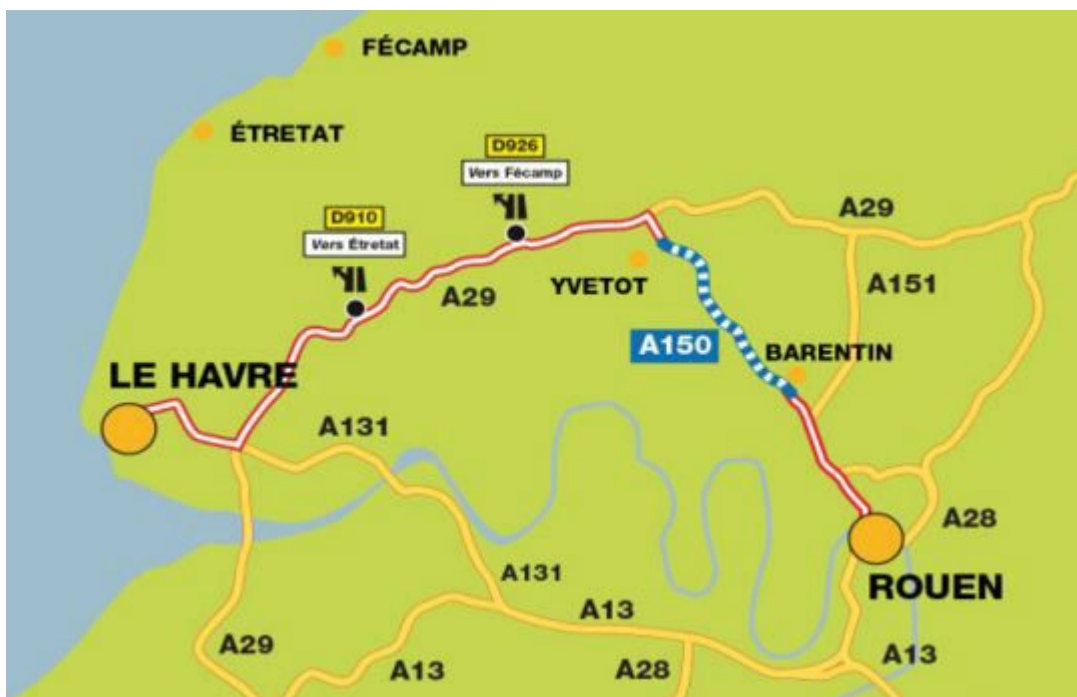 FÉCAMP
ÉTRETAT
D926
Vers Fécamp
D910
Vers Étretat
A29
A29
YVETOT
A151
A150
BARENTIN
LE HAVRE
A131
A28
A131
ROUEN
A13
A29
A13
A28
A13